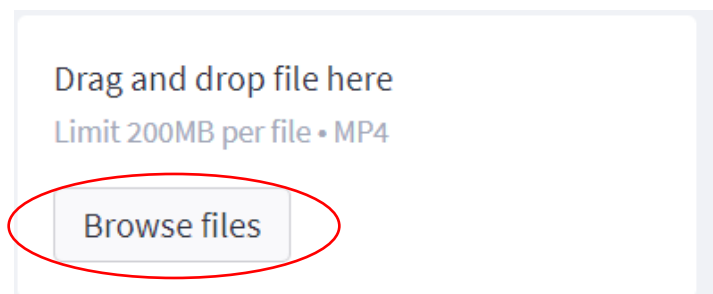 Drag and drop file here
Limit 200MB per file • MP4
Browse files